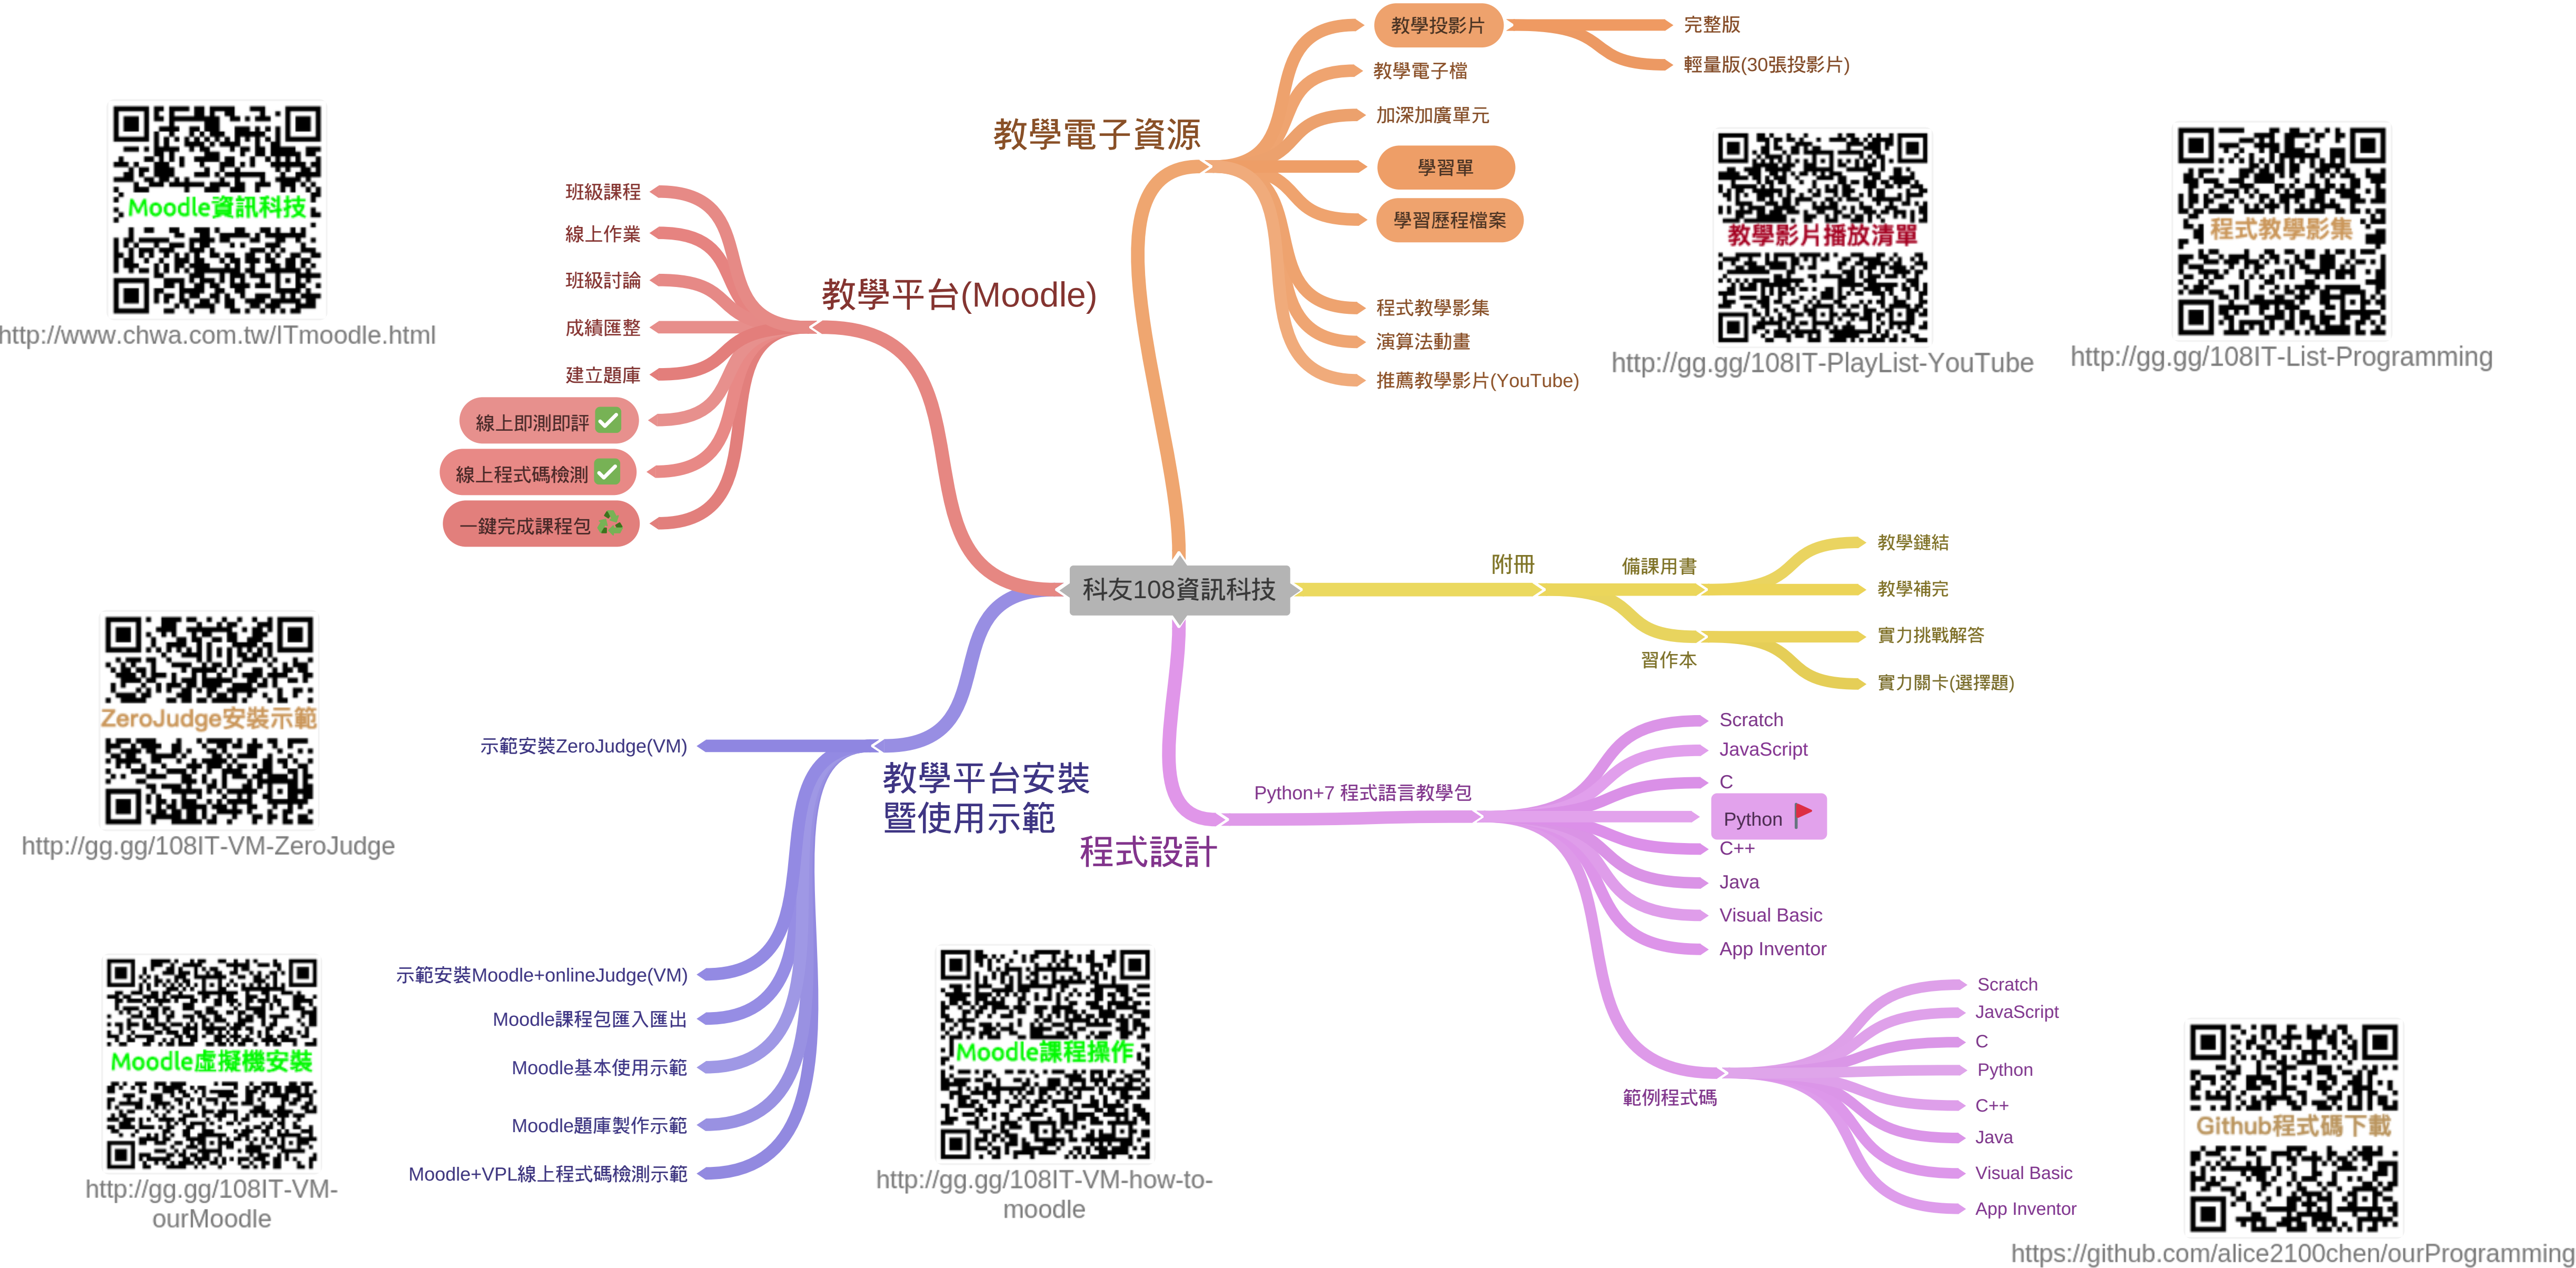 科友108資訊科技
教學電子資源
教學投影片
完整版
輕量版(30張投影片)
教學電子檔
加深加廣單元
學習單
學習歷程檔案
程式教學影集
演算法動畫
推薦教學影片(YouTube)
教學影片播放清單
http://gg.gg/108IT-PlayList-YouTube
程式教學影集
http://gg.gg/108IT-List-Programming
附冊
備課用書
教學鏈結
教學補完
習作本
實力挑戰解答
實力關卡(選擇題)
程式設計
Python+7 程式語言教學包
Scratch
JavaScript
C
Python
C++
Java
Visual Basic
App Inventor
範例程式碼
Scratch
JavaScript
C
Python
C++
Java
Visual Basic
App Inventor
Github程式碼下載
https://github.com/alice2100chen/ourProgramming
教學平台(Moodle)
班級課程
線上作業
班級討論
成績匯整
建立題庫
線上即測即評
線上程式碼檢測
一鍵完成課程包
Moodle資訊科技
http://www.chwa.com.tw/ITmoodle.html
教學平台安裝
暨使用示範
示範安裝ZeroJudge(VM)
示範安裝Moodle+onlineJudge(VM)
Moodle課程包匯入匯出
Moodle基本使用示範
Moodle題庫製作示範
Moodle+VPL線上程式碼檢測示範
ZeroJudge安裝示範
http://gg.gg/108IT-VM-ZeroJudge
Moodle虛擬機安裝
http://gg.gg/108IT-VM-
ourMoodle
Moodle課程操作
http://gg.gg/108IT-VM-how-to-
moodle